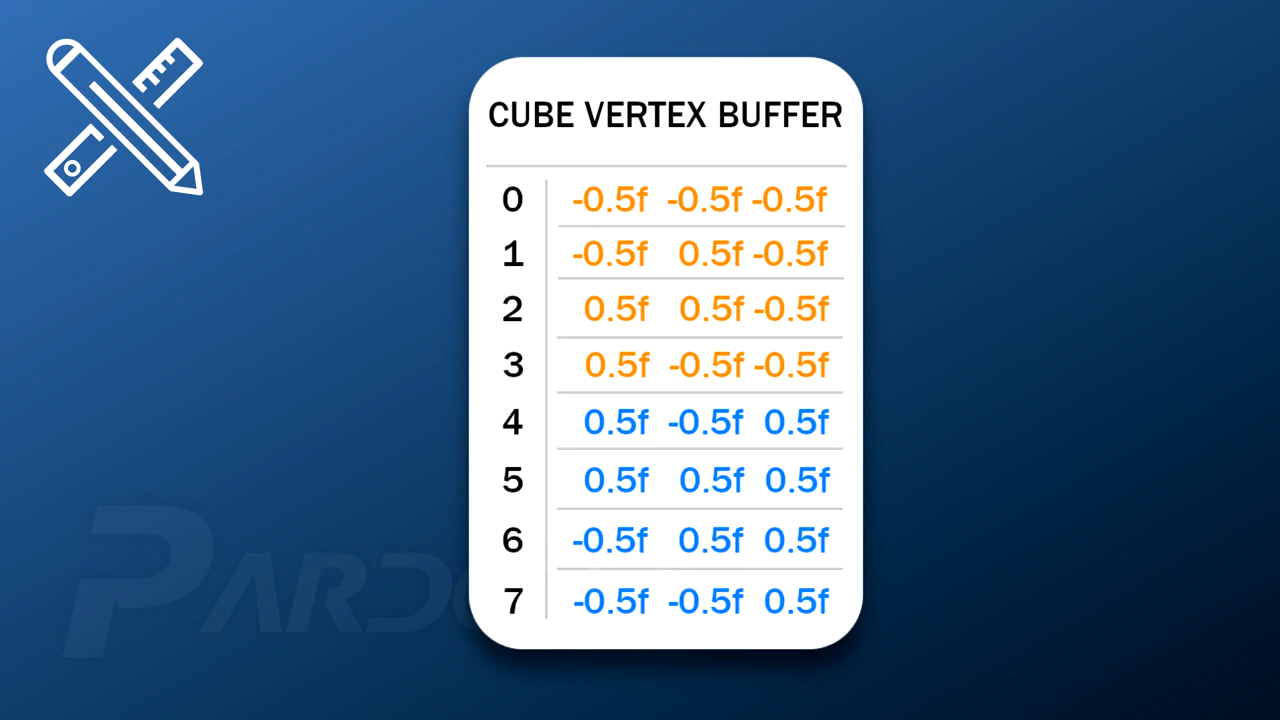 CUBE VERTEX BUFFER
0 -0.5f -0.5f -0.5f
1 -0.5f 0.5f -0.5f
2 0.5f 0.5f -0.5f
3 0.5f -0.5f -0.5f
4 0.5f -0.5f 0.5f
5 0.5f 0.5f 0.5f
6 -0.5f 0.5f 0.5f
7 -0.5f -0.5f 0.5f